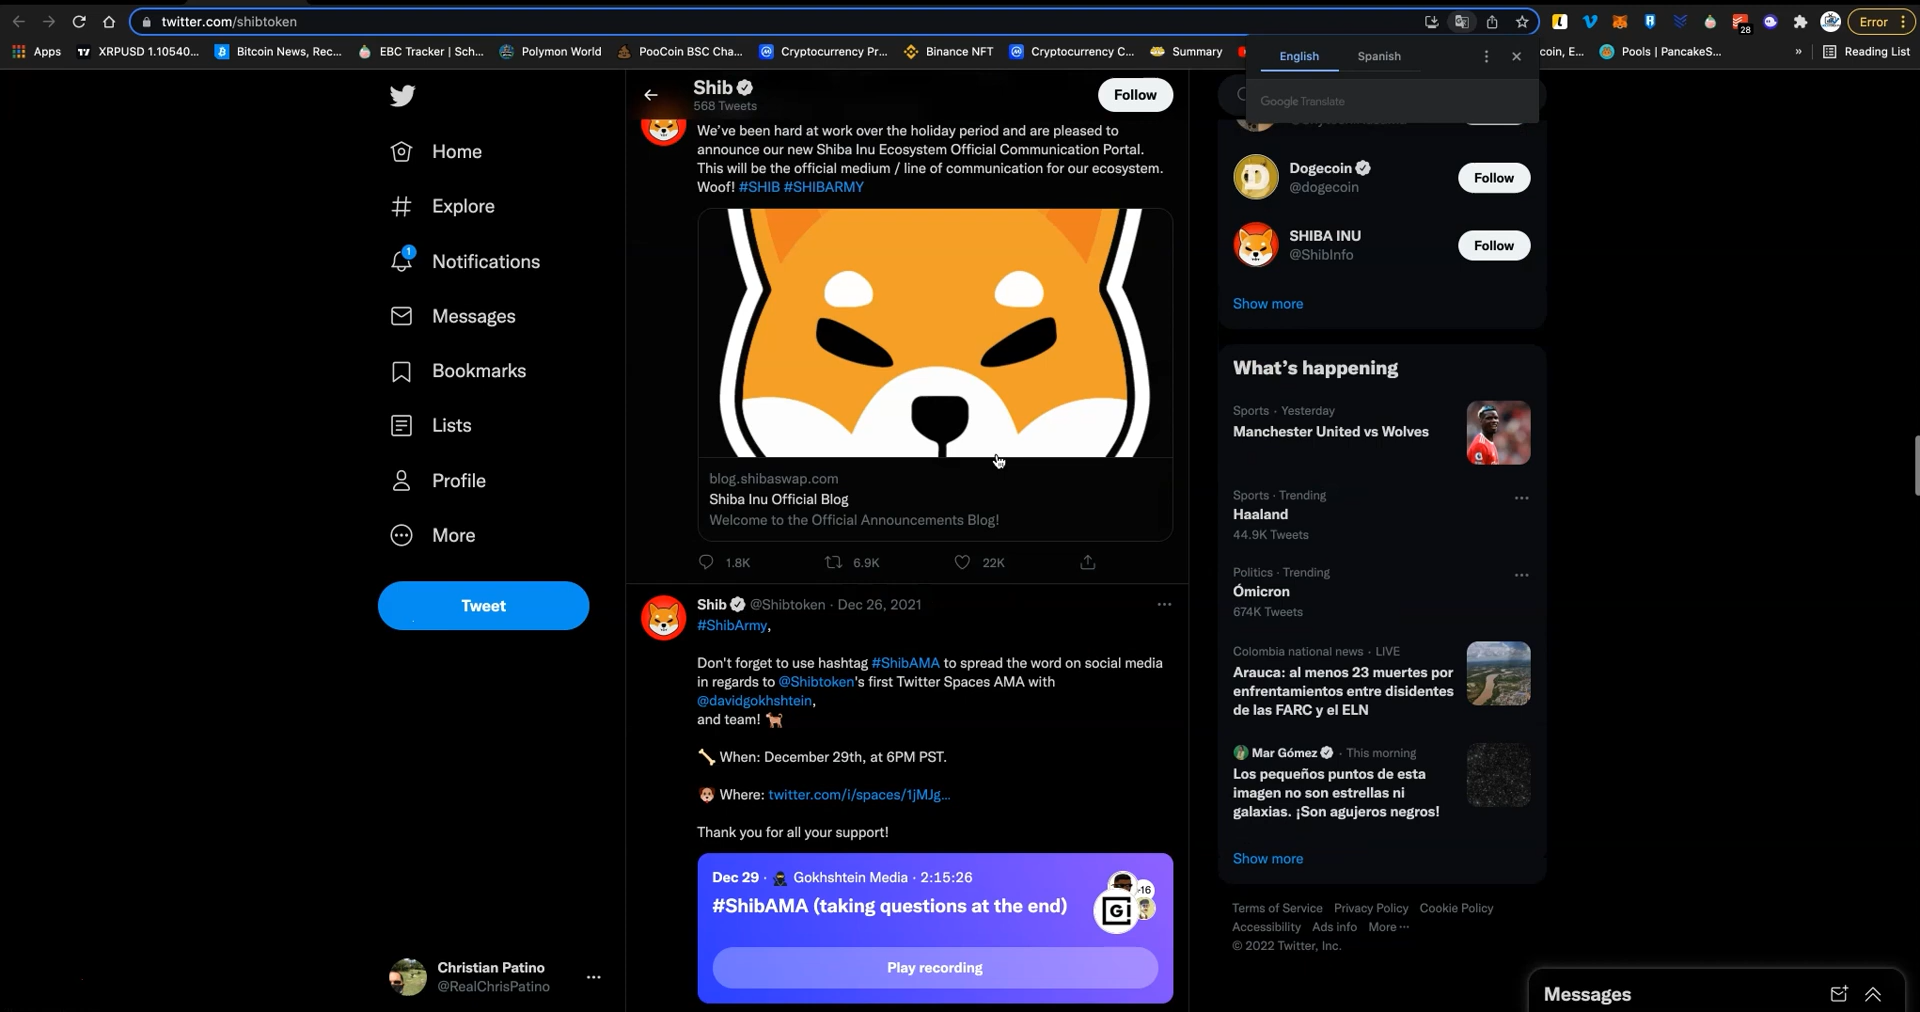 twitter.com/shibtoken
Error
Apps
XRPUSD 1.10540...
Bitcoin News, Rec...
EBC Tracker | Sch...
Polymon World
PooCoin BSC Cha...
Cryptocurrency Pr...
Binance NFT
Cryptocurrency C...
Summary
coin, E...
Pools | PancakeS...
»
Reading List
28
English
Spanish
Google Translate
Home
Explore
1
Notifications
Messages
Bookmarks
Lists
Profile
More
Tweet
Christian Patino
@RealChrisPatino
Shib
568 Tweets
Follow
We've been hard at work over the holiday period and are pleased to
announce our new Shiba Inu Ecosystem Official Communication Portal.
This will be the official medium / line of communication for our ecosystem.
Woof! #SHIB #SHIBARMY
blog.shibaswap.com
Shiba Inu Official Blog
Welcome to the Official Announcements Blog!
1.8K
6.9K
22K
Shib @Shibtoken · Dec 26, 2021
#ShibArmy,
Don't forget to use hashtag #ShibAMA to spread the word on social media
in regards to @Shibtoken's first Twitter Spaces AMA with
@davidgokhshtein,
and team!
When: December 29th, at 6PM PST.
Where: twitter.com/i/spaces/1jMJg...
Thank you for all your support!
Dec 29 · Gokhshtein Media · 2:15:26
#ShibAMA (taking questions at the end)
+16
G
Play recording
Dogecoin
@dogecoin
Follow
SHIBA INU
@ShibInfo
Follow
Show more
What's happening
Sports · Yesterday
Manchester United vs Wolves
Sports · Trending
Haaland
44.9K Tweets
Politics · Trending
Ómicron
674K Tweets
Colombia national news · LIVE
Arauca: al menos 23 muertes por
enfrentamientos entre disidentes
de las FARC y el ELN
Mar Gómez · This morning
Los pequeños puntos de esta
imagen no son estrellas ni
galaxias. ¡Son agujeros negros!
Show more
Terms of Service Privacy Policy Cookie Policy
Accessibility Ads info More ···
© 2022 Twitter, Inc.
Messages